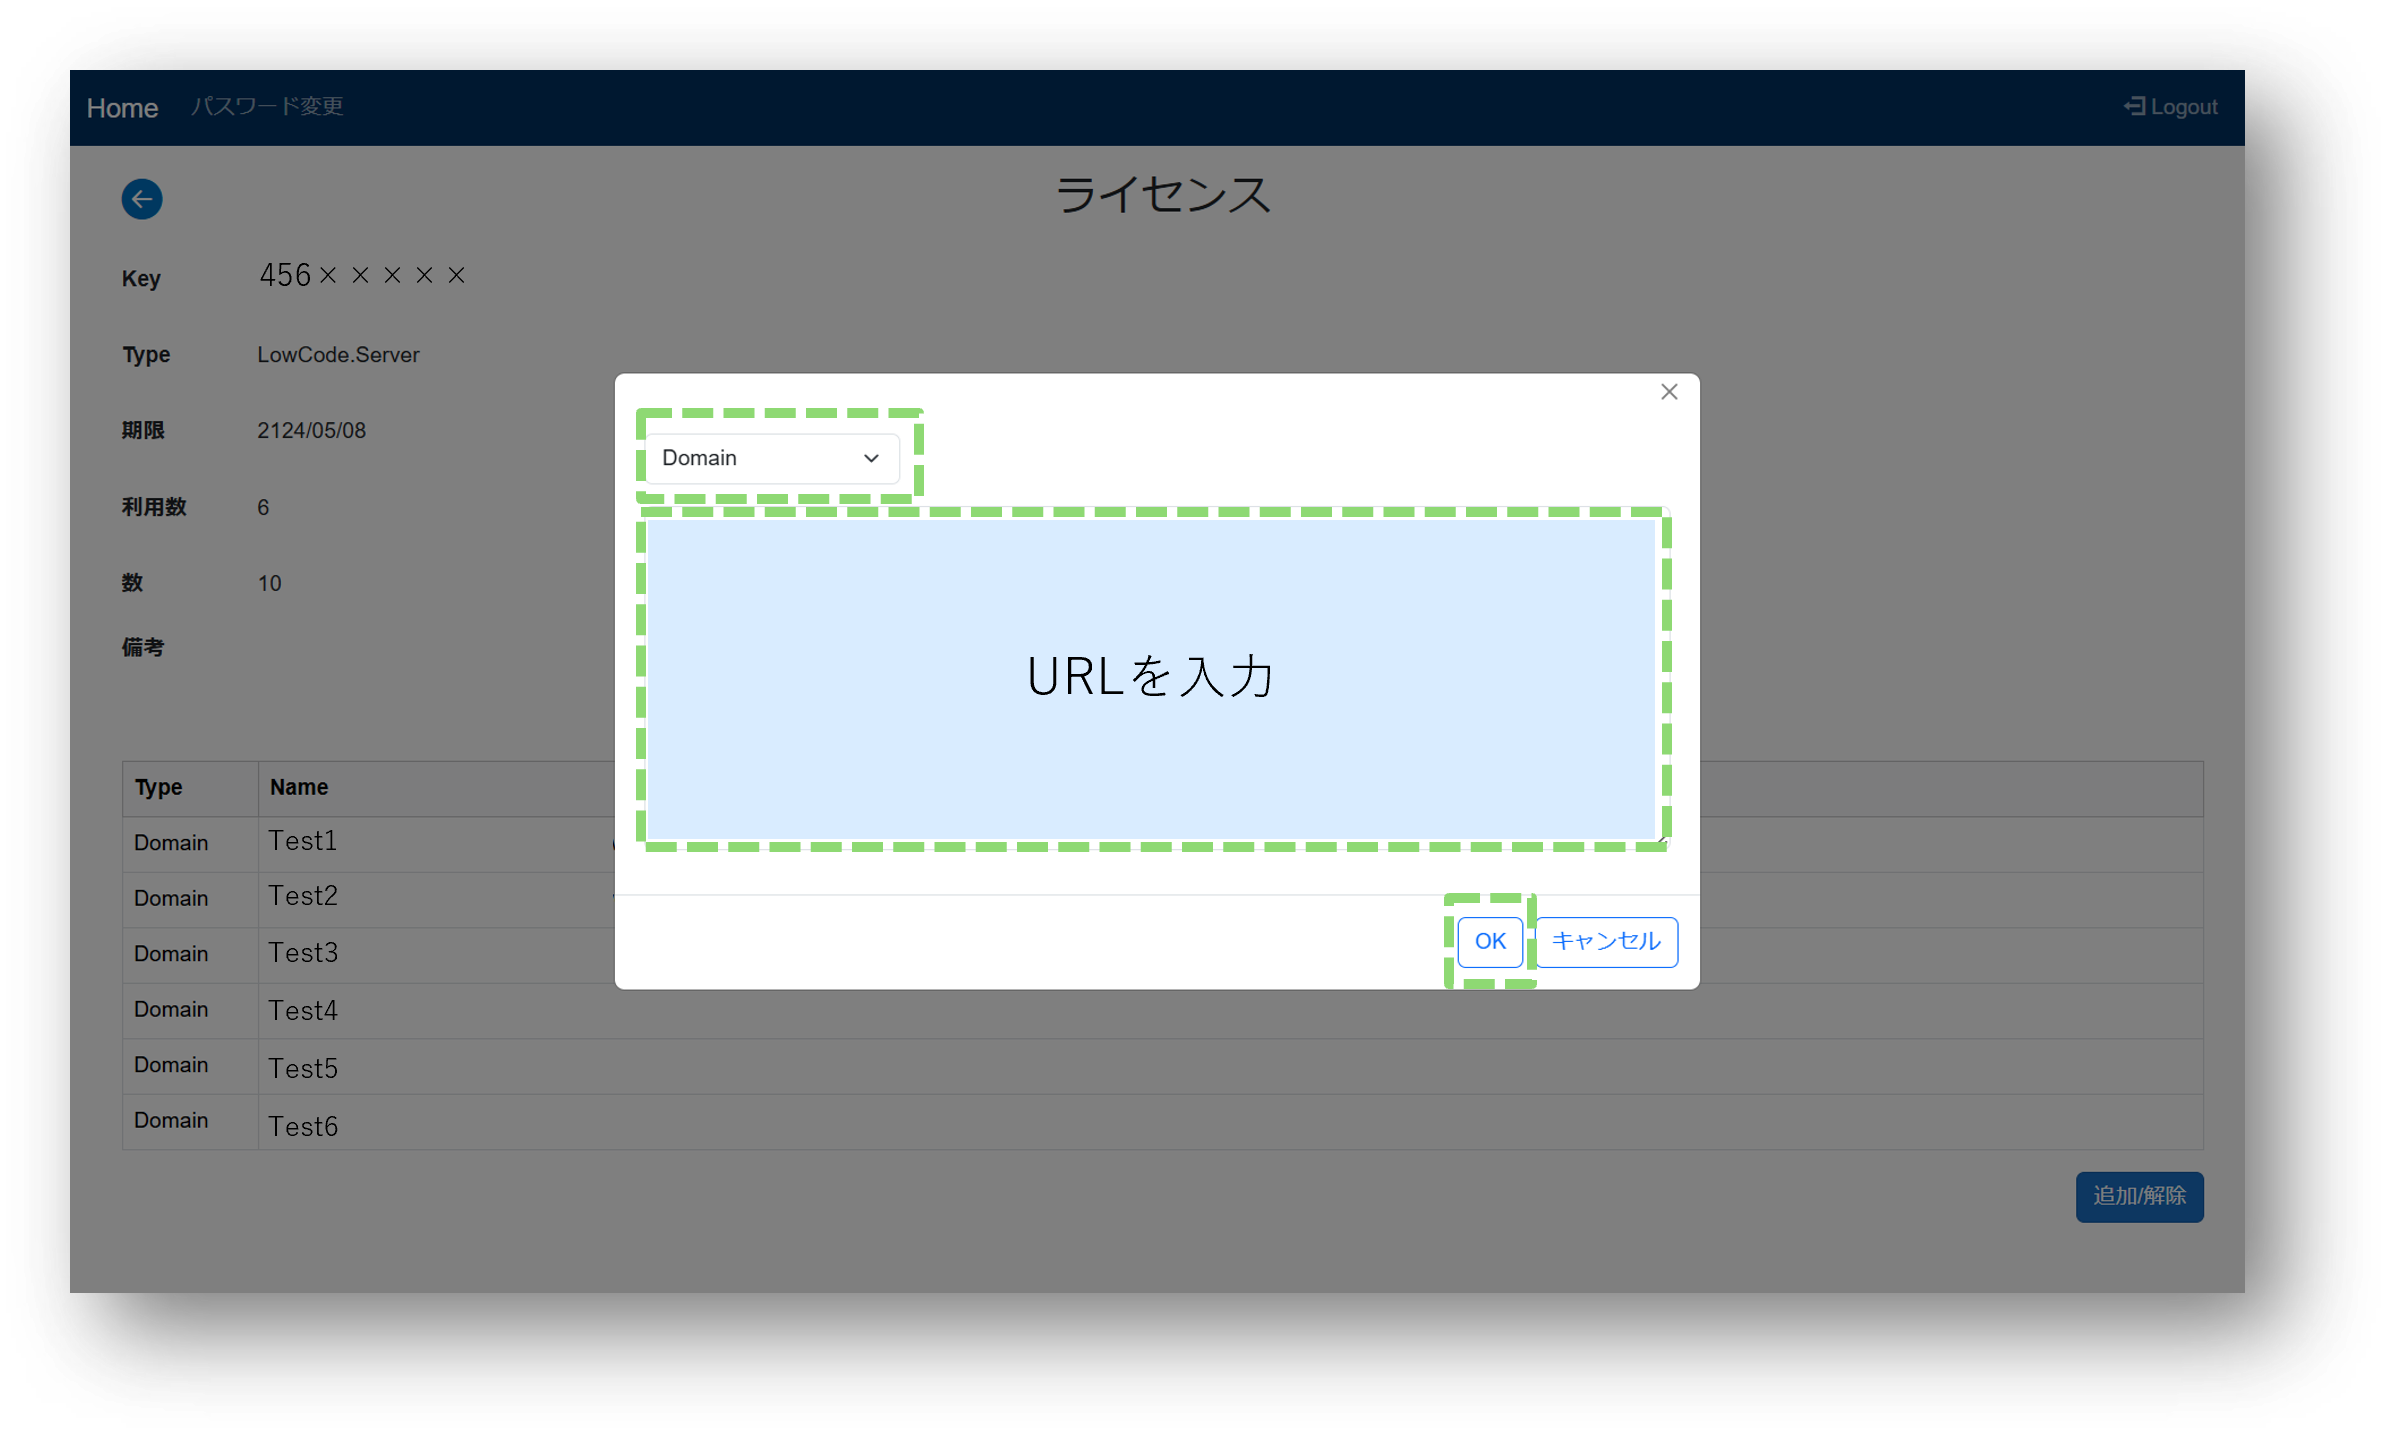 Home パスワード変更 Logout
ライセンス
Key 456×××××
Type LowCode.Server
期限 2124/05/08
利用数 6
数 10
備考
Domain
URLを入力
OK キャンセル
Type Name
Domain Test1
Domain Test2
Domain Test3
Domain Test4
Domain Test5
Domain Test6
追加/解除